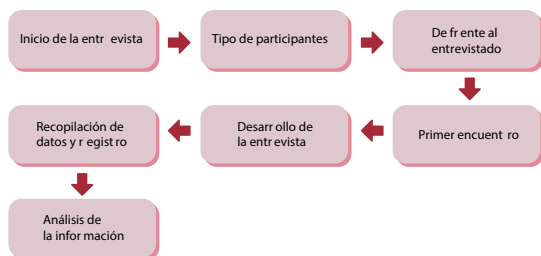 Inicio de la entr evista
Tipo de participantes
De fr ente al
entrevistado
Primer encuent ro
Desarr ollo de
la entr evista
Recopilación de
datos y r egist ro
Análisis de
la infor mación